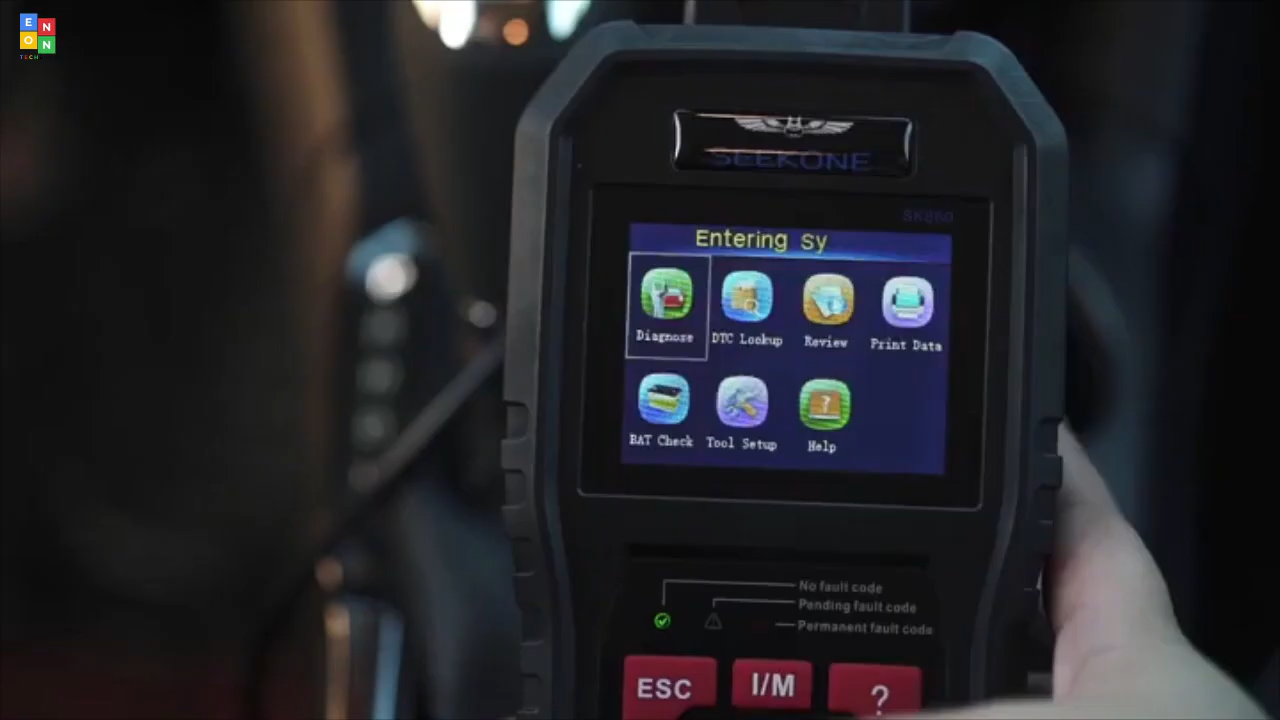 E N
O N
TECH
SEEKONE
SK860
Entering sy
Diagnose DTC Lookup Review Print Data
BAT Check Tool Setup Help
?
No fault code
Pending fault code
Permanent fault code
ESC I/M ?